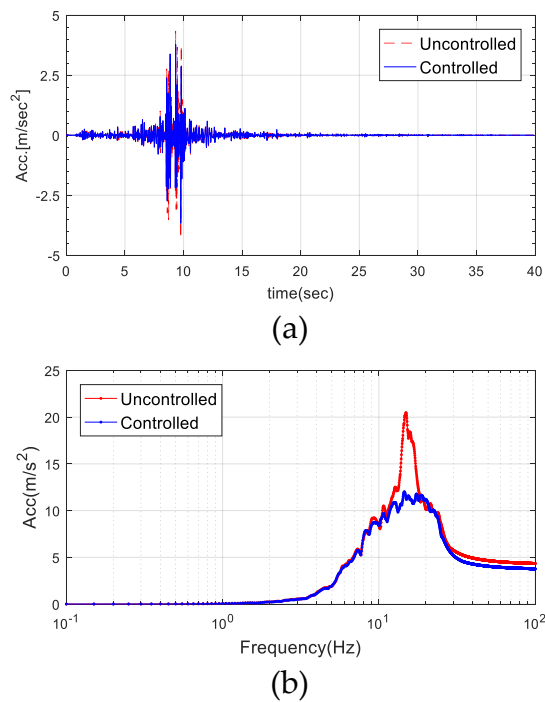 5
2.5
0
-2.5
-5
Acc.[m/sec²]
Uncontrolled
Controlled
0 5 10 15 20 25 30 35 40
time(sec)
(a)
25
20
15
10
5
0
Acc(m/s²)
Uncontrolled
Controlled
10⁻¹ 10⁰ 10¹ 10²
Frequency(Hz)
(b)